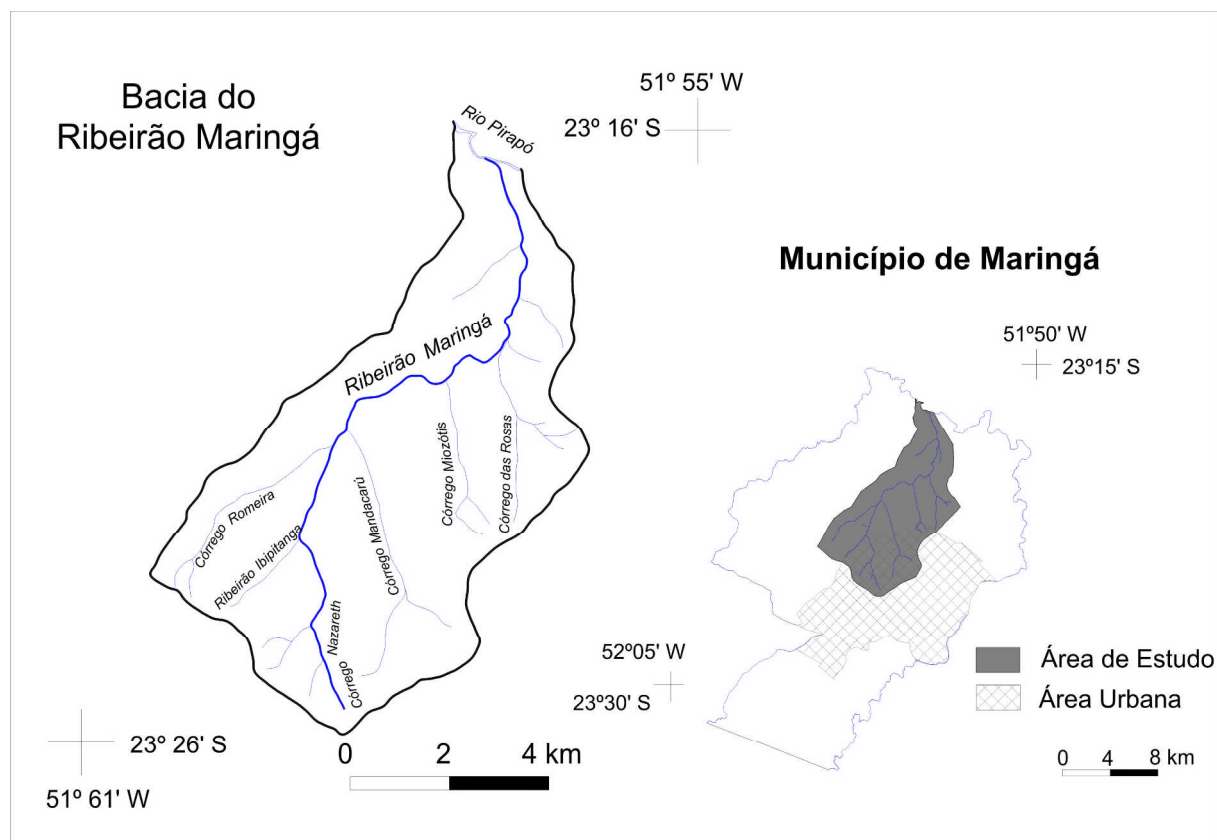 Bacia do
Ribeirão Maringá
51º 55' W
23º 16' S
Rio Pirapó
Ribeirão Maringá
Córrego Miozótis
Córrego das Rosas
Córrego Romeira
Ribeirão Ibipitanga
Córrego Mandacarú
Córrego Nazareth
23º 26' S
51º 61' W
0 2 4 km
Município de Maringá
51º50' W
23º15' S
52º05' W
23º30' S
Área de Estudo
Área Urbana
0 4 8 km